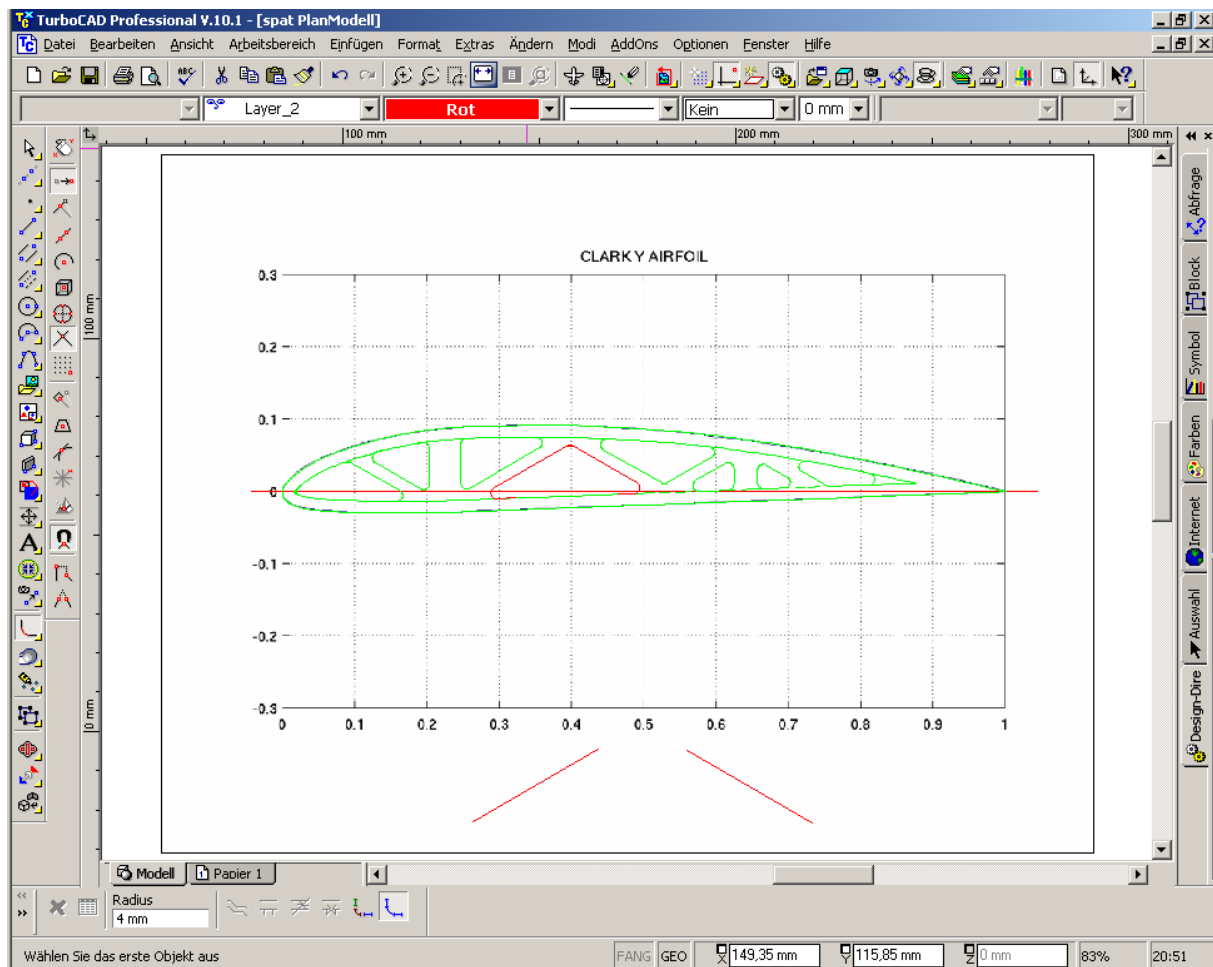 TurboCAD Professional V.10.1 - [spat PlanModell]
Datei Bearbeiten Ansicht Arbeitsbereich Einfügen Format Extras Ändern Modi AddOns Optionen Fenster Hilfe
Layer_2 Rot Kein 0 mm
100 mm 200 mm 300 mm
100 mm
0 mm
CLARK Y AIRFOIL
0.3
0.2
0.1
0
-0.1
-0.2
-0.3
0 0.1 0.2 0.3 0.4 0.5 0.6 0.7 0.8 0.9 1
Abfrage
Block
Symbol
Farben
Internet
Auswahl
Design-Dire
Modell Papier 1
Radius
4 mm
Wählen Sie das erste Objekt aus FANG GEO X 149,35 mm Y 115,85 mm Z 0 mm 83% 20:51